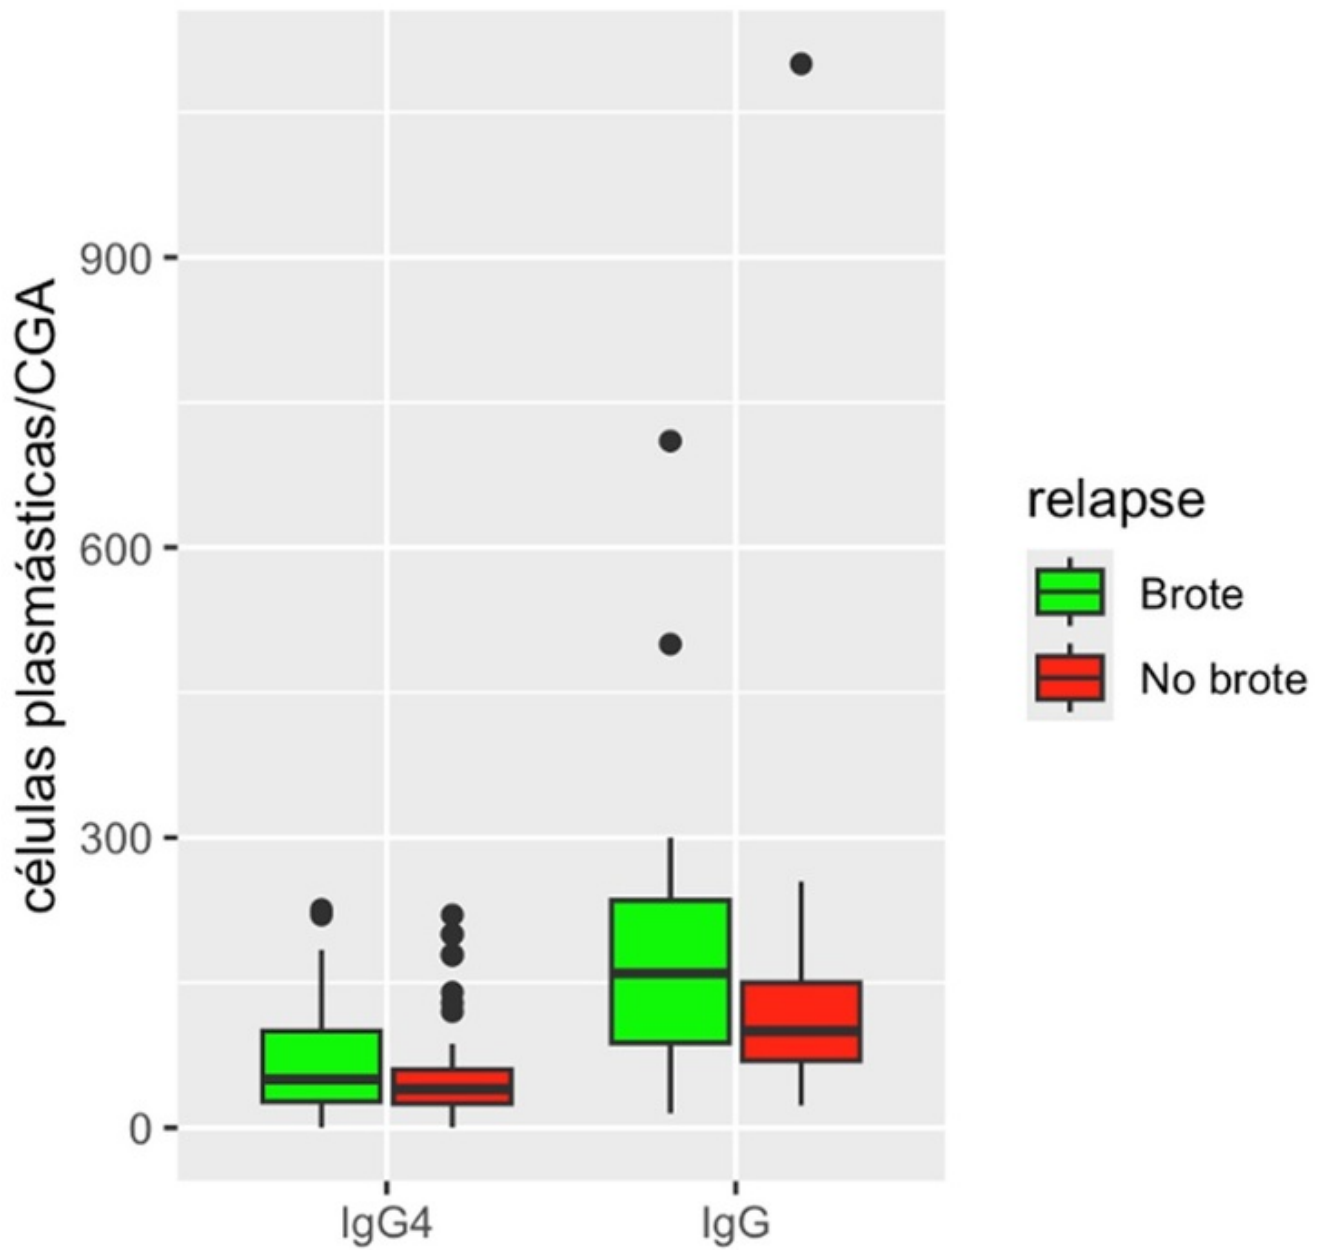 células plasmásticas/CGA
900
600
300
0
IgG4
IgG
relapse
Brote
No brote